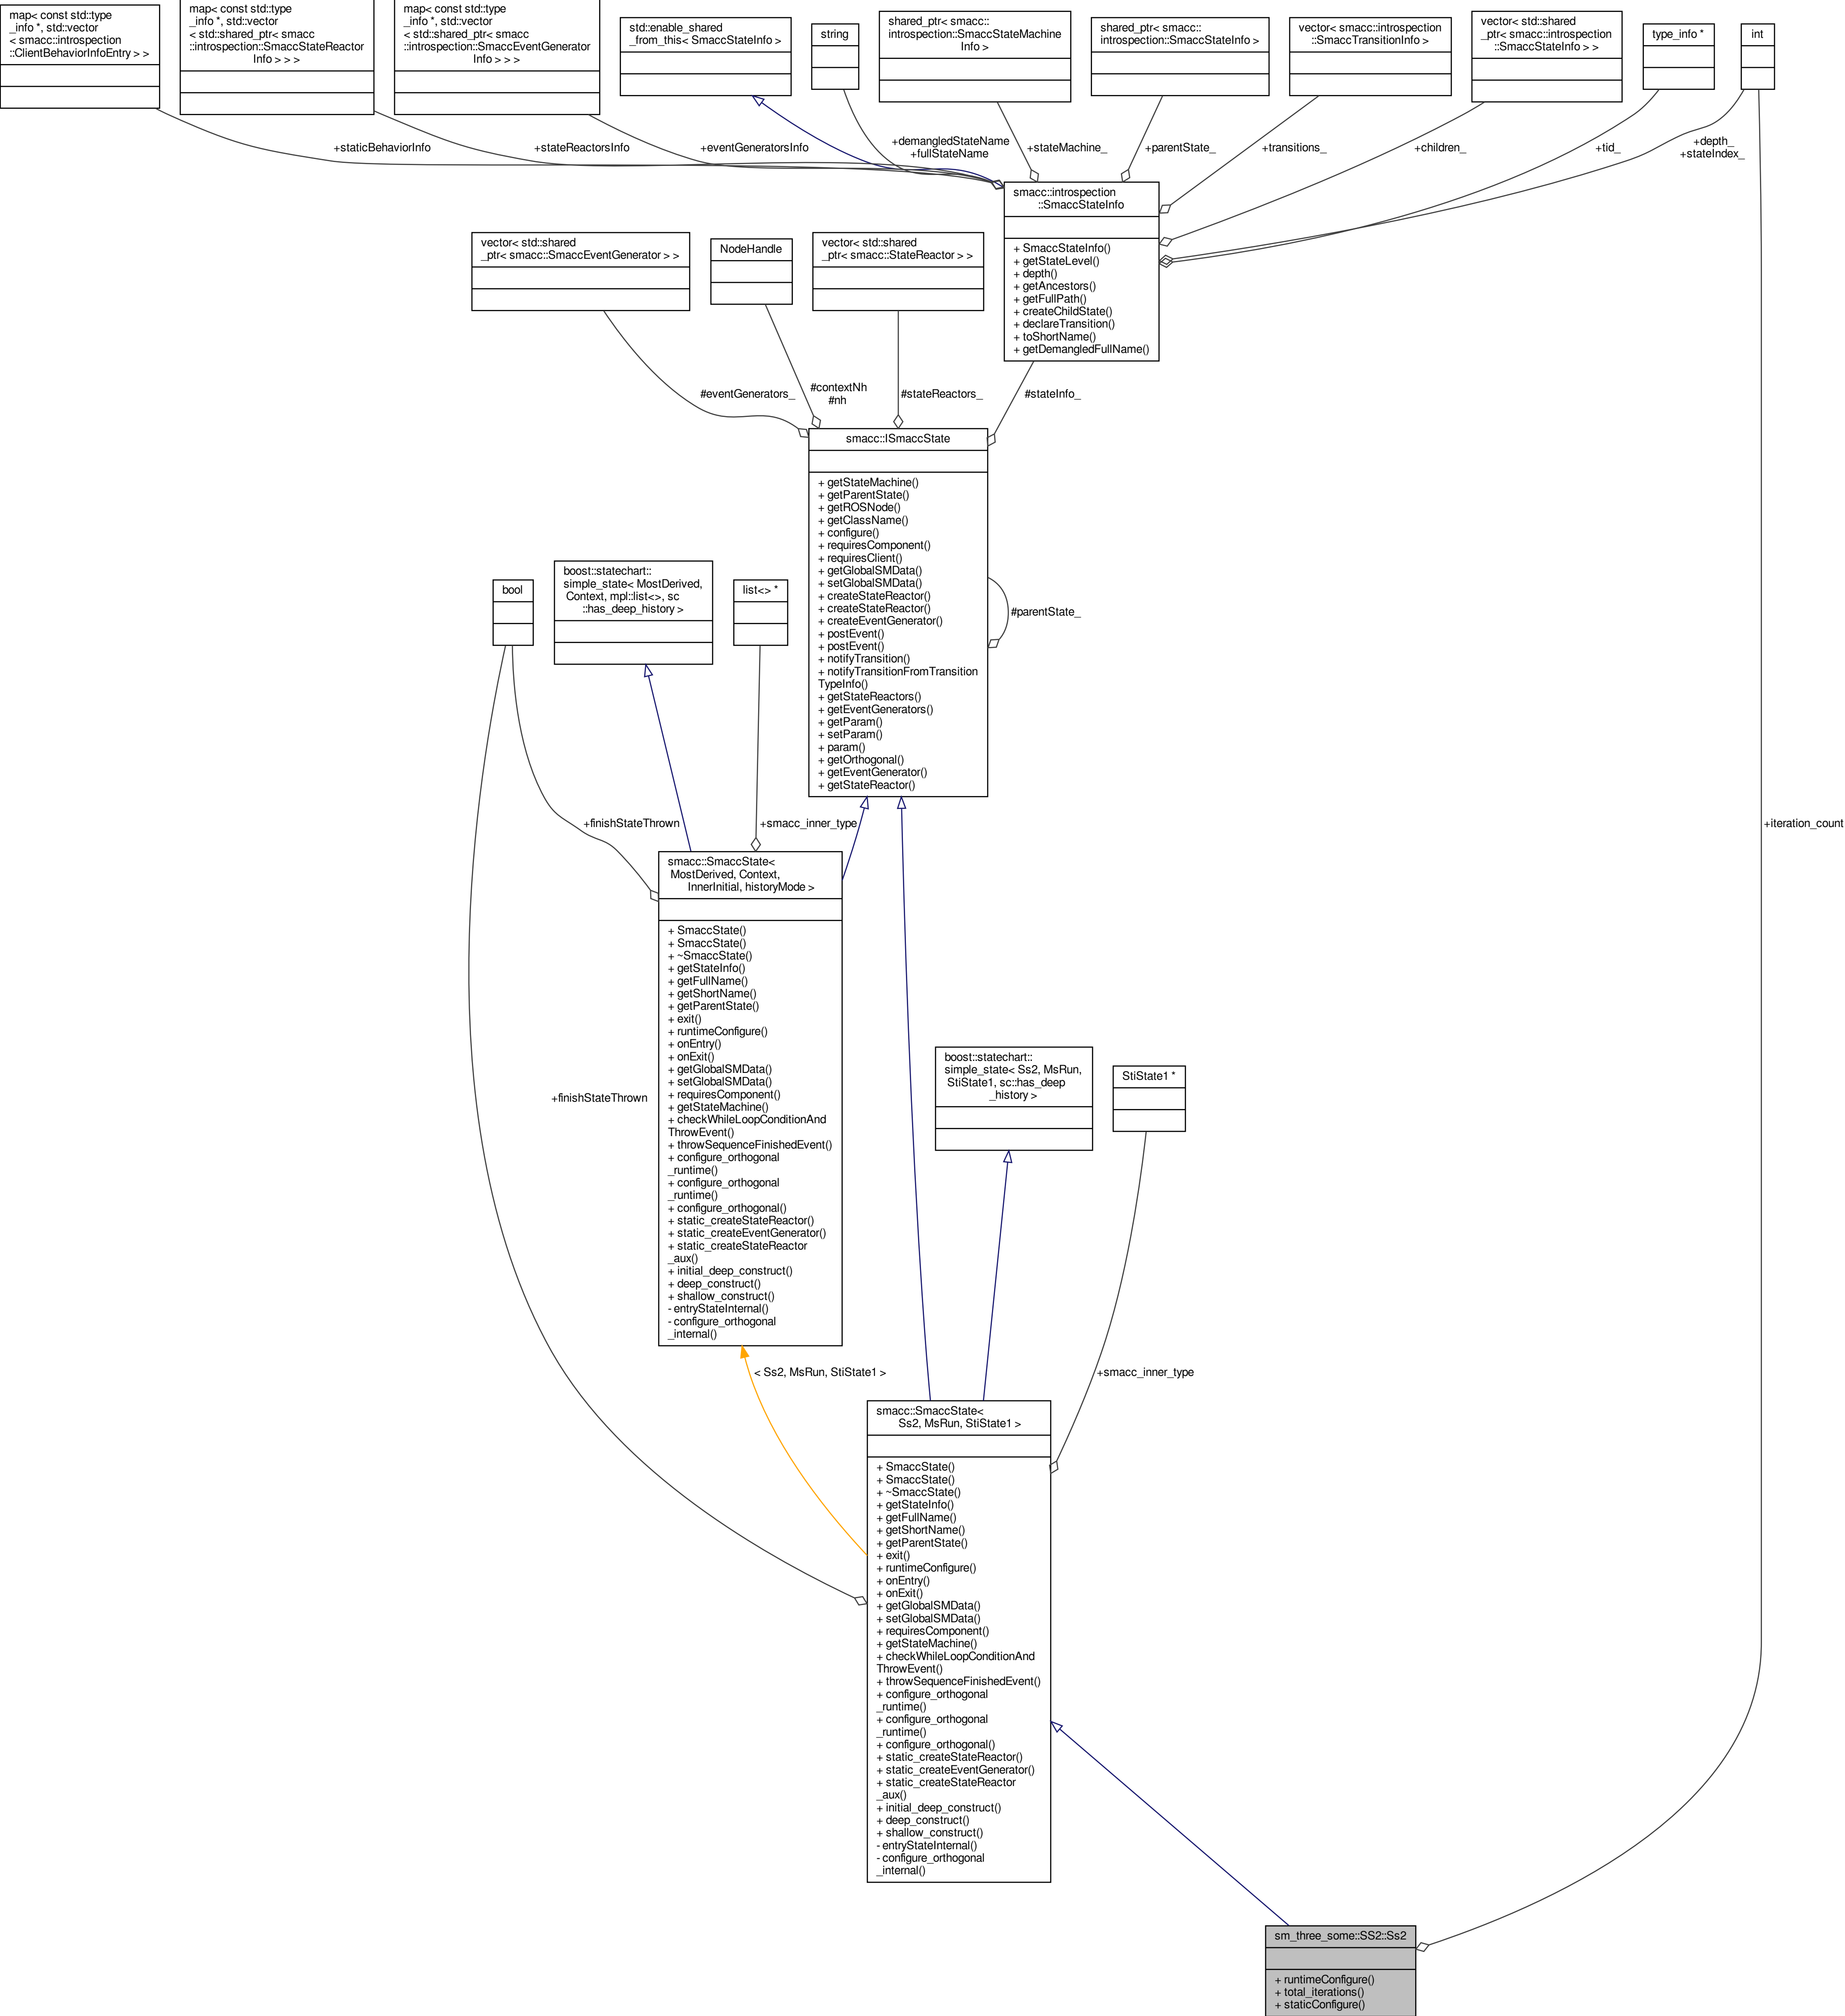 map< const std::type
_info *, std::vector
< smacc::introspection
::ClientBehaviorInfoEntry > >
map< const std::type
_info *, std::vector
< std::shared_ptr< smacc
::introspection::SmaccStateReactor
Info > > >
map< const std::type
_info *, std::vector
< std::shared_ptr< smacc
::introspection::SmaccEventGenerator
Info > > >
std::enable_shared
_from_this< SmaccStateInfo >
string
shared_ptr< smacc::
introspection::SmaccStateMachine
Info >
shared_ptr< smacc::
introspection::SmaccStateInfo >
vector< smacc::introspection
::SmaccTransitionInfo >
vector< std::shared
_ptr< smacc::introspection
::SmaccStateInfo > >
type_info *
int
+staticBehaviorInfo
+stateReactorsInfo
+eventGeneratorsInfo
+demangledStateName
+fullStateName
+stateMachine_
+parentState_
+transitions_
+children_
+tid_
+depth_
+stateIndex_
smacc::introspection
::SmaccStateInfo
+ SmaccStateInfo()
+ getStateLevel()
+ depth()
+ getAncestors()
+ getFullPath()
+ createChildState()
+ declareTransition()
+ toShortName()
+ getDemangledFullName()
vector< std::shared
_ptr< smacc::SmaccEventGenerator > >
NodeHandle
vector< std::shared
_ptr< smacc::StateReactor > >
#eventGenerators_
#contextNh
#nh
#stateReactors_
#stateInfo_
smacc::ISmaccState
+ getStateMachine()
+ getParentState()
+ getROSNode()
+ getClassName()
+ configure()
+ requiresComponent()
+ requiresClient()
+ getGlobalSMData()
+ setGlobalSMData()
+ createStateReactor()
+ createStateReactor()
+ createEventGenerator()
+ postEvent()
+ postEvent()
+ notifyTransition()
+ notifyTransitionFromTransition
TypeInfo()
+ getStateReactors()
+ getEventGenerators()
+ getParam()
+ setParam()
+ param()
+ getOrthogonal()
+ getEventGenerator()
+ getStateReactor()
#parentState_
bool
boost::statechart::
simple_state< MostDerived,
Context, mpl::list<>, sc
::has_deep_history >
list<> *
+finishStateThrown
+smacc_inner_type
+iteration_count
smacc::SmaccState<
MostDerived, Context,
InnerInitial, historyMode >
+ SmaccState()
+ SmaccState()
+ ~SmaccState()
+ getStateInfo()
+ getFullName()
+ getShortName()
+ getParentState()
+ exit()
+ runtimeConfigure()
+ onEntry()
+ onExit()
+ getGlobalSMData()
+ setGlobalSMData()
+ requiresComponent()
+ getStateMachine()
+ checkWhileLoopConditionAnd
ThrowEvent()
+ throwSequenceFinishedEvent()
+ configure_orthogonal
_runtime()
+ configure_orthogonal
_runtime()
+ configure_orthogonal()
+ static_createStateReactor()
+ static_createEventGenerator()
+ static_createStateReactor
_aux()
+ initial_deep_construct()
+ deep_construct()
+ shallow_construct()
- entryStateInternal()
- configure_orthogonal
_internal()
+finishStateThrown
boost::statechart::
simple_state< Ss2, MsRun,
StiState1, sc::has_deep
_history >
StiState1 *
< Ss2, MsRun, StiState1 >
+smacc_inner_type
smacc::SmaccState<
Ss2, MsRun, StiState1 >
+ SmaccState()
+ SmaccState()
+ ~SmaccState()
+ getStateInfo()
+ getFullName()
+ getShortName()
+ getParentState()
+ exit()
+ runtimeConfigure()
+ onEntry()
+ onExit()
+ getGlobalSMData()
+ setGlobalSMData()
+ requiresComponent()
+ getStateMachine()
+ checkWhileLoopConditionAnd
ThrowEvent()
+ throwSequenceFinishedEvent()
+ configure_orthogonal
_runtime()
+ configure_orthogonal
_runtime()
+ configure_orthogonal()
+ static_createStateReactor()
+ static_createEventGenerator()
+ static_createStateReactor
_aux()
+ initial_deep_construct()
+ deep_construct()
+ shallow_construct()
- entryStateInternal()
- configure_orthogonal
_internal()
sm_three_some::SS2::Ss2
+ runtimeConfigure()
+ total_iterations()
+ staticConfigure()